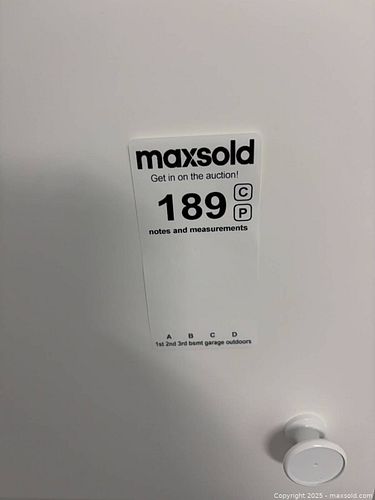 maxsold
Get in on the auction!
189 C
P
notes and measurements
A B C D
1st 2nd 3rd bsmt garage outdoors
Copyright 2025 - maxsold.com